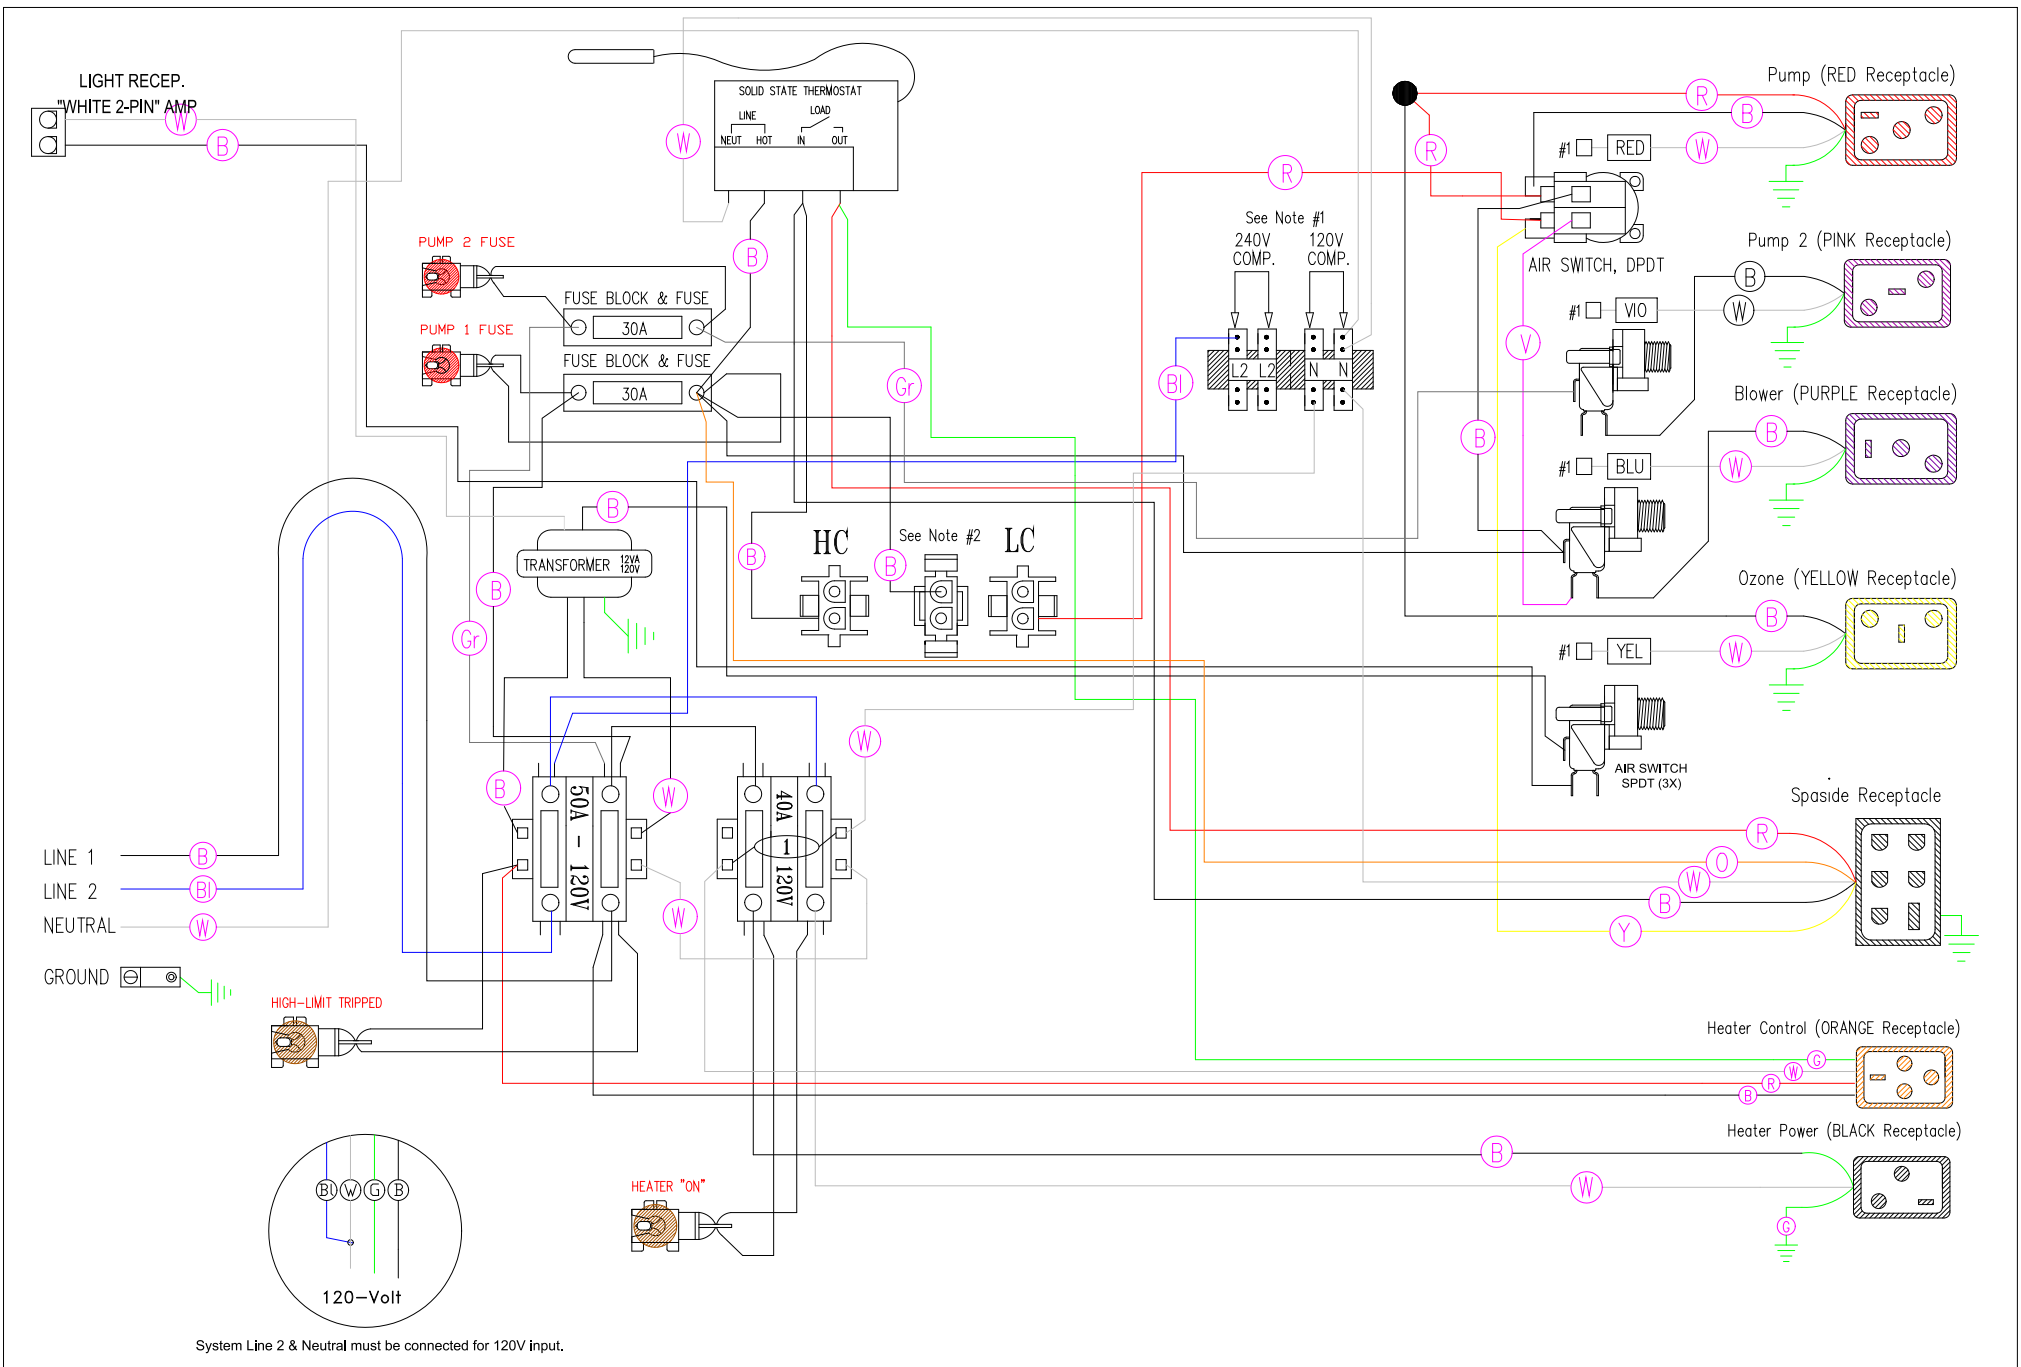 LIGHT RECEP.
"WHITE 2-PIN" AMP
W
B
W
SOLID STATE THERMOSTAT
LINE
LOAD
NEUT HOT IN OUT
B
PUMP 2 FUSE
FUSE BLOCK & FUSE
30A
PUMP 1 FUSE
FUSE BLOCK & FUSE
30A
Gr
R
See Note #1
240V
COMP.
120V
COMP.
L2 L2 N N
Bl
Pump (RED Receptacle)
R
B
R
#1 RED W
AIR SWITCH, DPDT
Pump 2 (PINK Receptacle)
B
#1 VIO W
V
Blower (PURPLE Receptacle)
B
B
#1 BLU W
Ozone (YELLOW Receptacle)
B
#1 YEL W
AIR SWITCH
SPDT (3X)
B
TRANSFORMER 12VA
120V
B
Gr
B
HC
See Note #2
B
LC
B
W
W
50A - 120V
40A 1 120V
W
LINE 1 B
LINE 2 Bl
NEUTRAL W
GROUND
HIGH-LIMIT TRIPPED
Spaside Receptacle
R
O
W
B
Y
Heater Control (ORANGE Receptacle)
G
W
R
B
Heater Power (BLACK Receptacle)
B
W
G
HEATER "ON"
Bl W G B
120-Volt
System Line 2 & Neutral must be connected for 120V input.